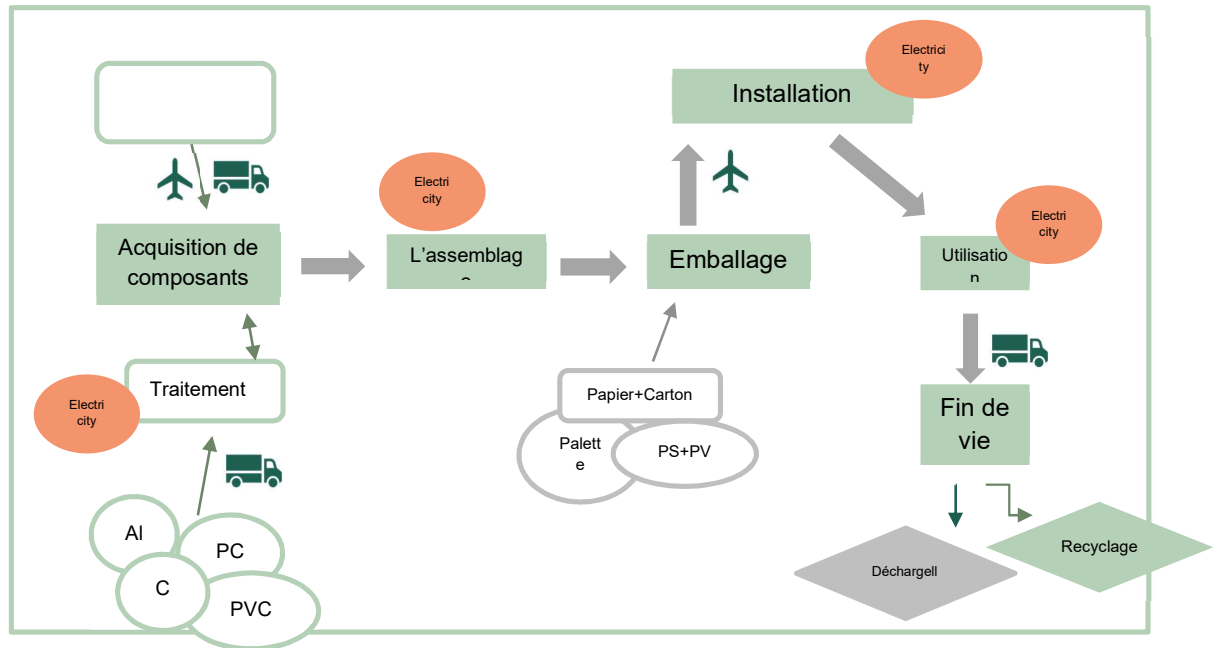 Electrici
ty
Installation
Electri
city
Electri
city
Acquisition de
composants
L'assemblag
Emballage
Utilisatio
n
Traitement
Electri
city
Papier+Carton
Palett
e
PS+PV
Fin de
vie
Al
PC
C
PVC
Déchargell
Recyclage